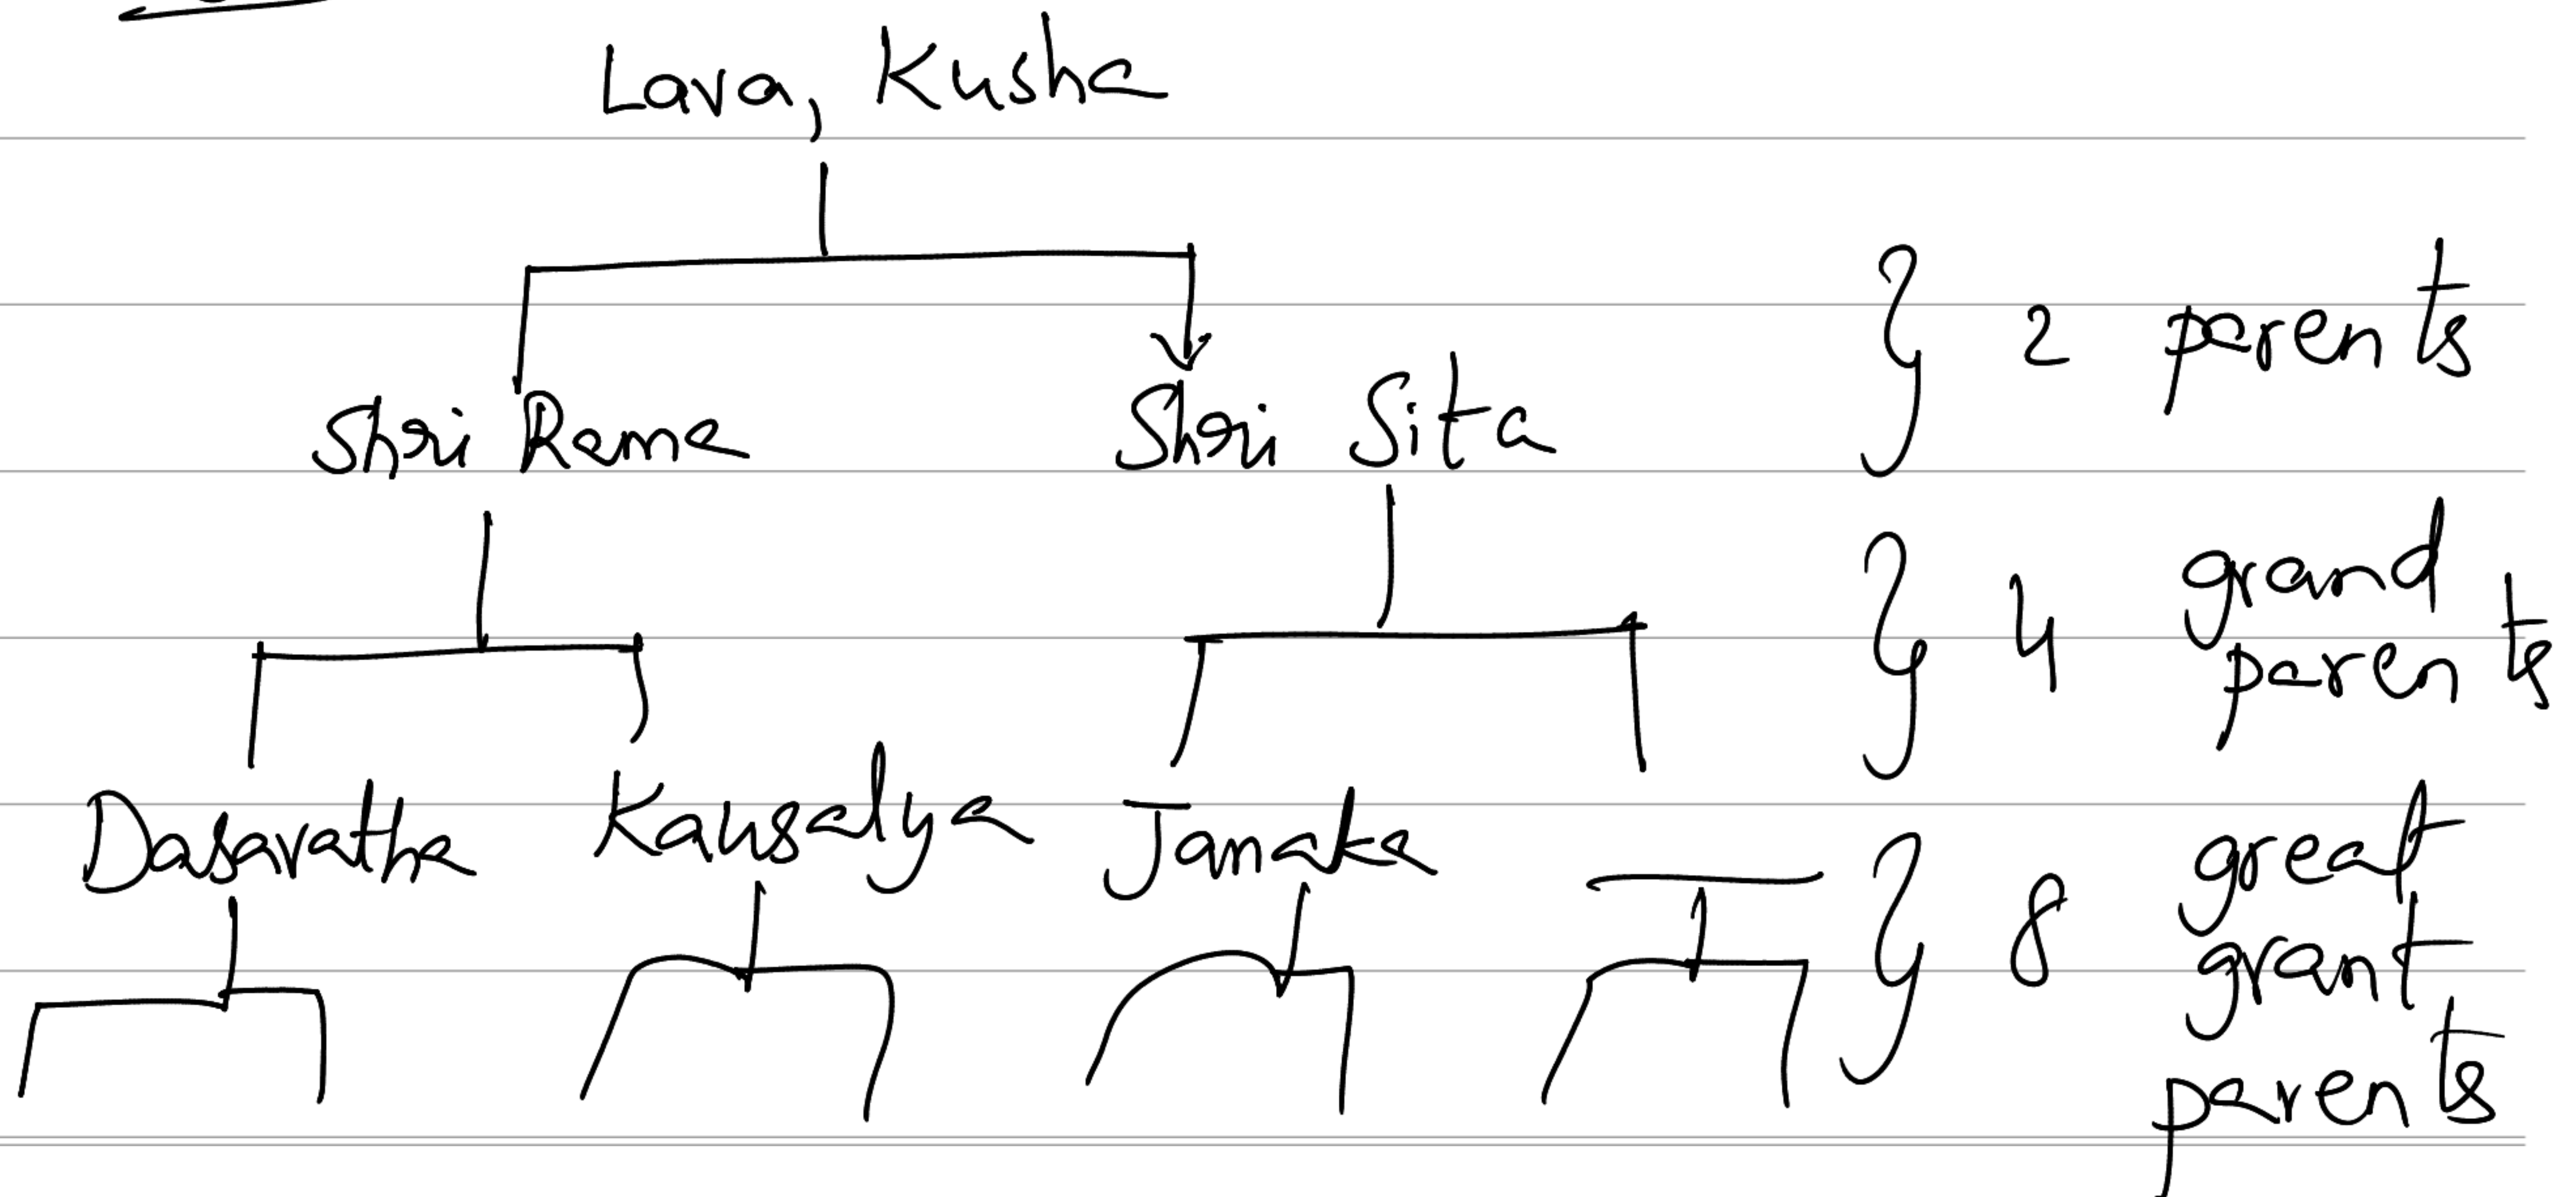 Lava, Kusha
2 parents
Shri Rama Shri Sita
4 grand
parents
Dasaratha Kausalya Janaka
8 great
grant
parents